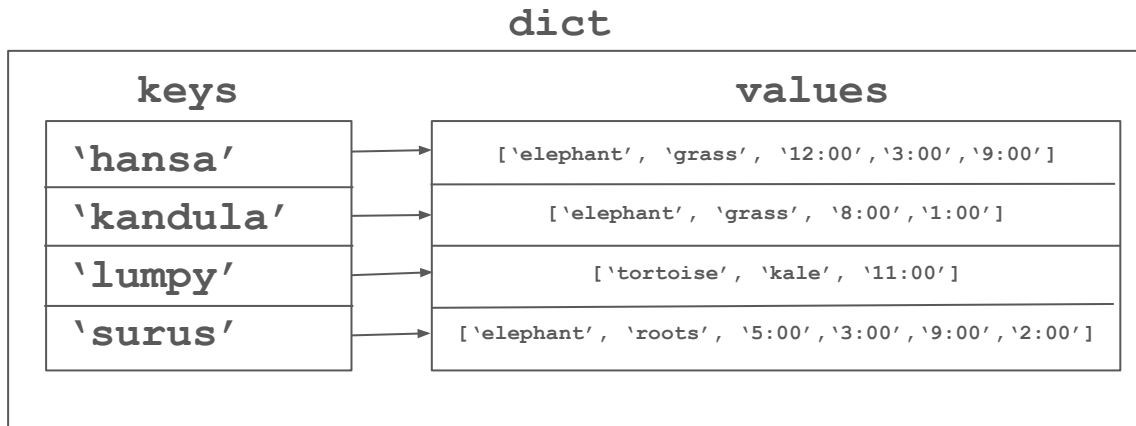 dict
keys values
‘hansa’ [‘elephant’, ‘grass’, ‘12:00’,‘3:00’,‘9:00’]
‘kandula’ [‘elephant’, ‘grass’, ‘8:00’,‘1:00’]
‘lumpy’ [‘tortoise’, ‘kale’, ‘11:00’]
‘surus’ [‘elephant’, ‘roots’, ‘5:00’,‘3:00’,‘9:00’,‘2:00’]